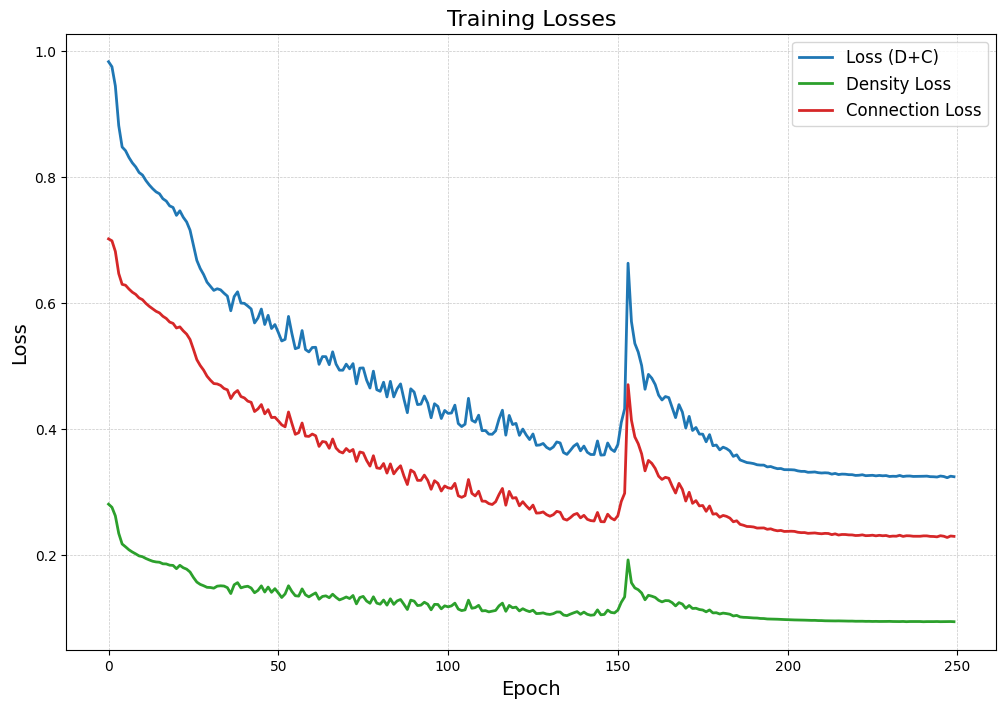 Training Losses
Loss (D+C)
Density Loss
Connection Loss
Loss
1.0
0.8
0.6
0.4
0.2
0 50 100 150 200 250
Epoch